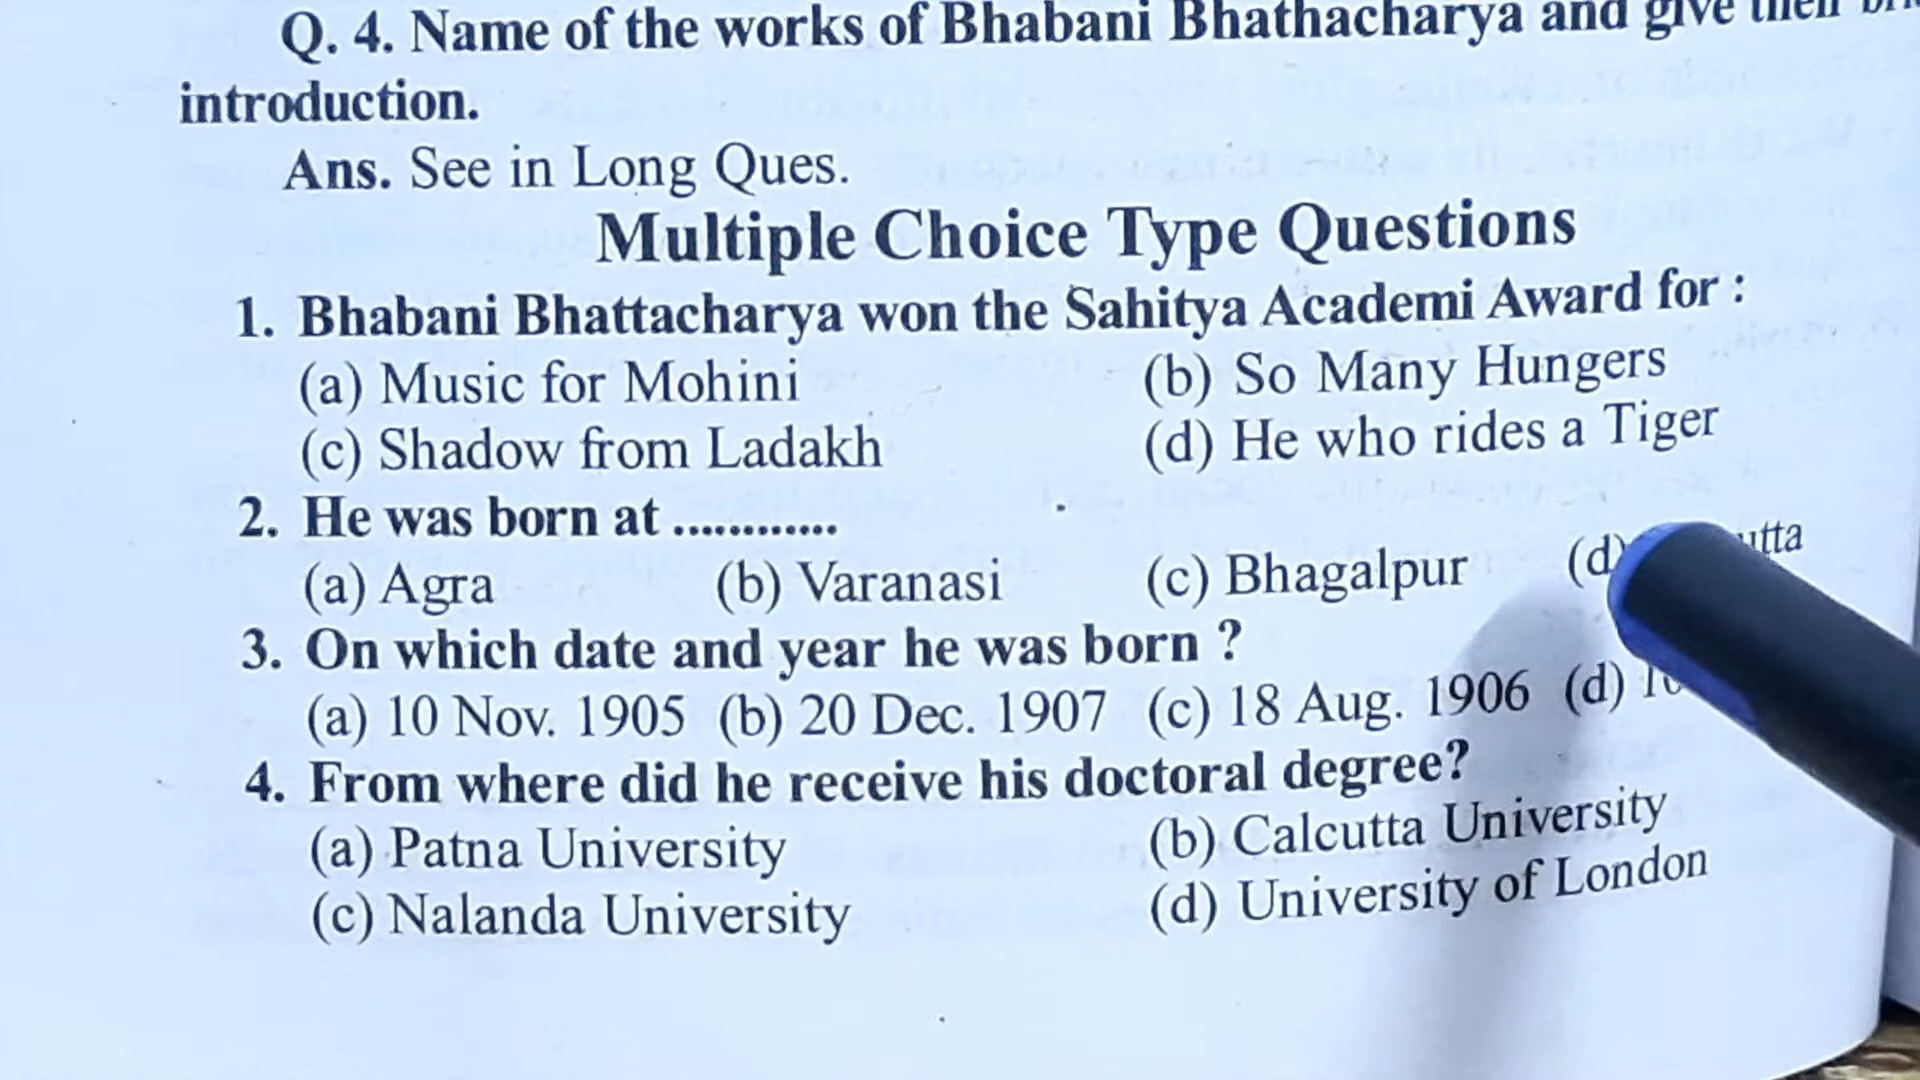 Q. 4. Name of the works of Bhabani Bhathacharya and give their
introduction.
Ans. See in Long Ques.
Multiple Choice Type Questions
1. Bhabani Bhattacharya won the Sahitya Academi Award for :
(a) Music for Mohini (b) So Many Hungers
(c) Shadow from Ladakh (d) He who rides a Tiger
2. He was born at ............
(a) Agra (b) Varanasi (c) Bhagalpur (d)
3. On which date and year he was born ?
(a) 10 Nov. 1905 (b) 20 Dec. 1907 (c) 18 Aug. 1906 (d)
4. From where did he receive his doctoral degree?
(a) Patna University (b) Calcutta University
(c) Nalanda University (d) University of London